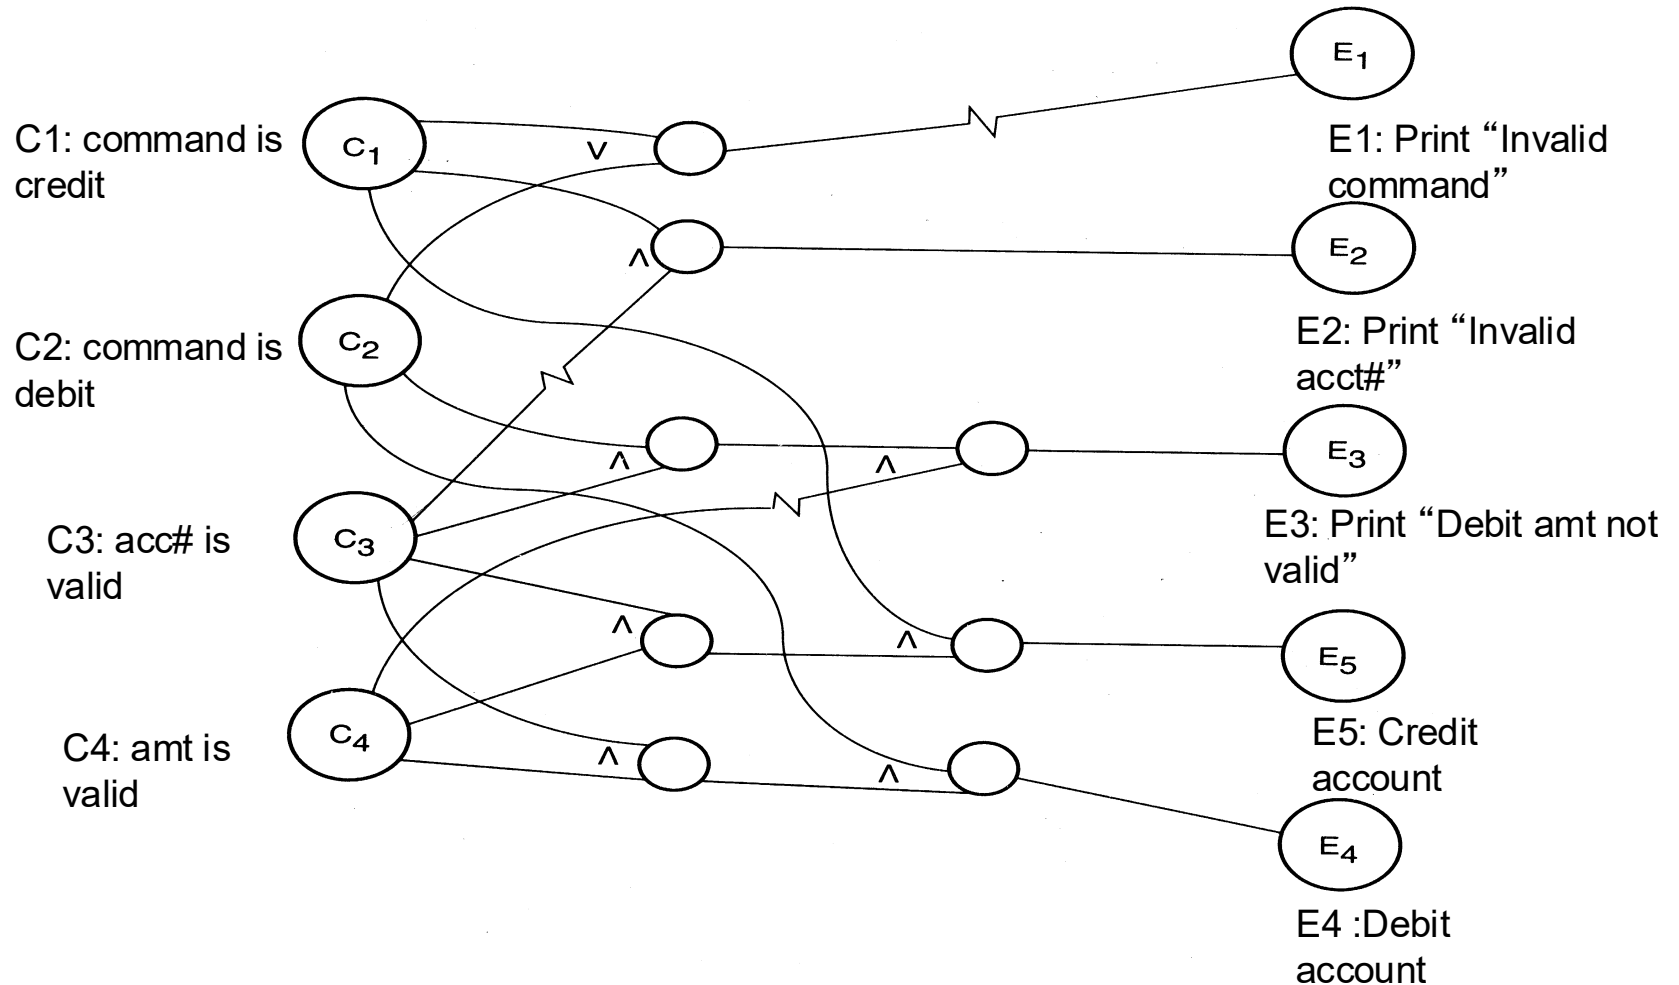 E1
C1: command is
credit
C1
v
E1: Print “Invalid
command”
^
E2
C2: command is
debit
C2
E2: Print “Invalid
acct#”
^
^
E3
C3: acc# is
valid
C3
E3: Print “Debit amt not
valid”
^
^
E5
C4: amt is
valid
C4
E5: Credit
account
^
^
E4
E4 :Debit
account